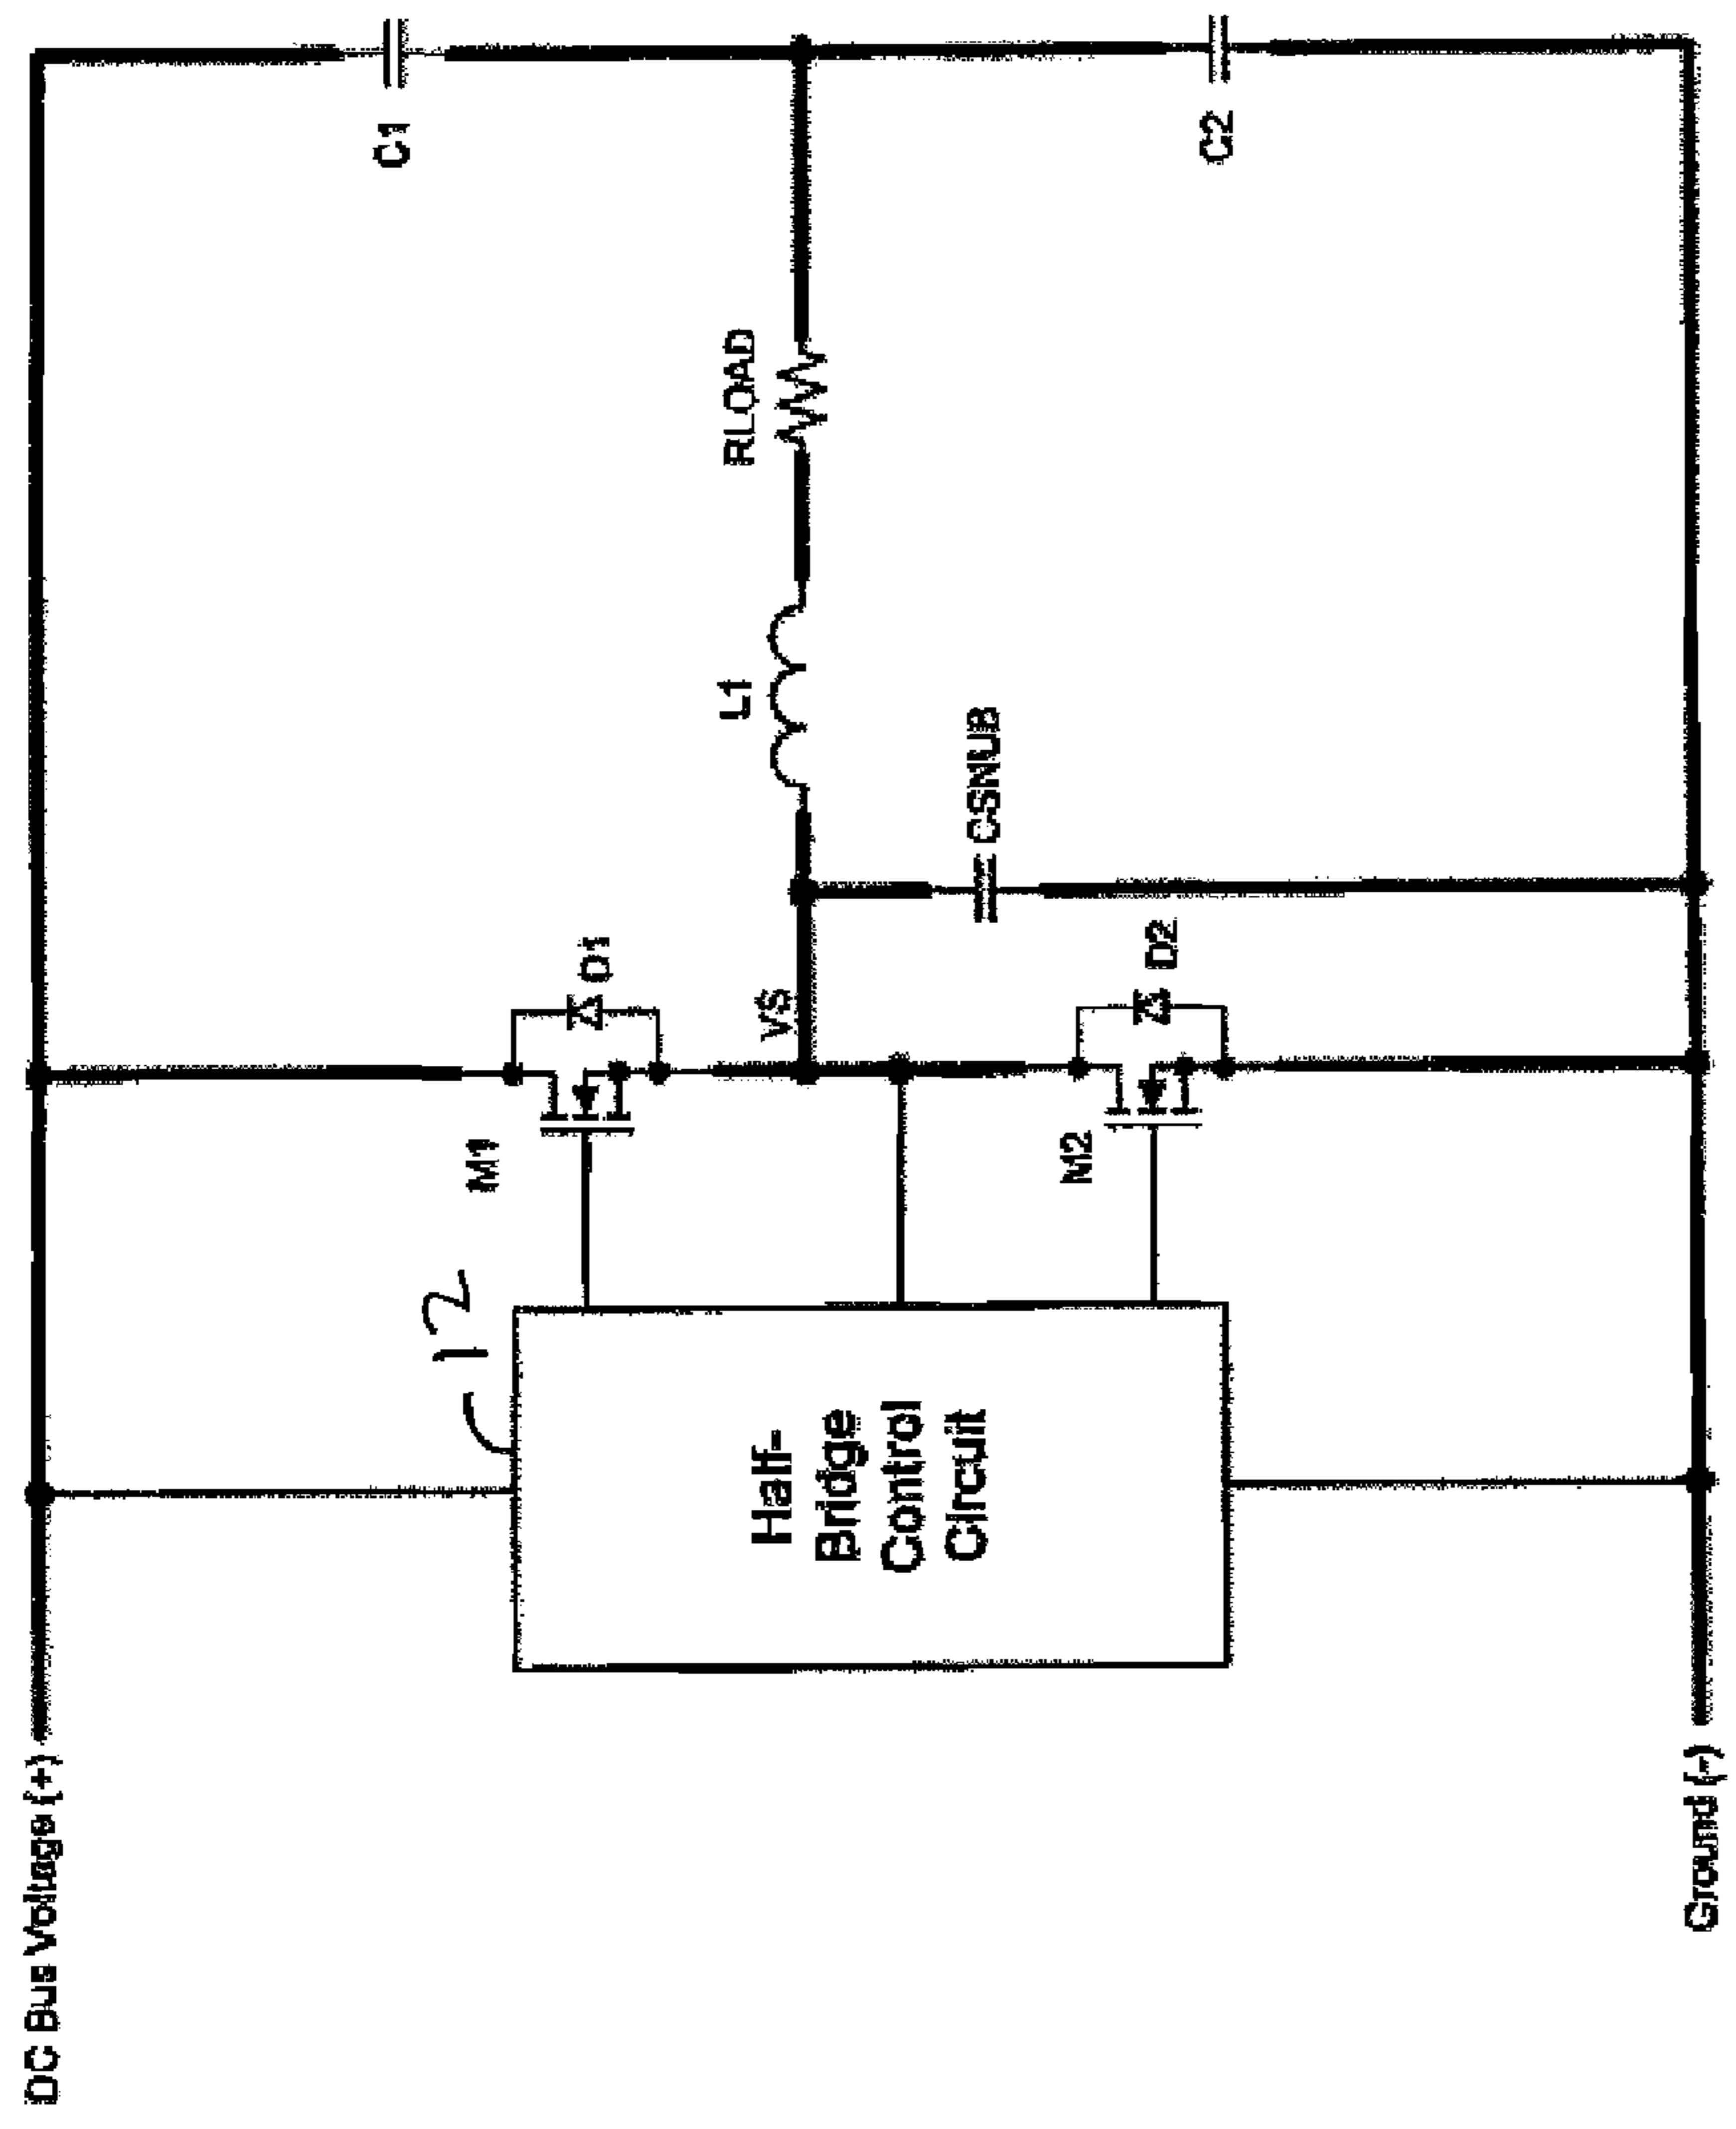 DC Bus Voltage (+)
12
Half-
Bridge
Control
Circuit
M1
D1
VS
M2
D2
CSNUB
L1
RLOAD
C1
C2
Ground (-)